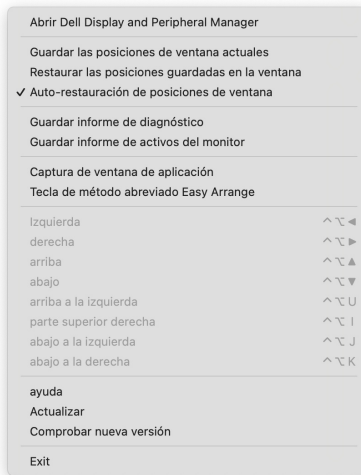 Abrir Dell Display and Peripheral Manager
Guardar las posiciones de ventana actuales
Restaurar las posiciones guardadas en la ventana
✓ Auto-restauración de posiciones de ventana
Guardar informe de diagnóstico
Guardar informe de activos del monitor
Captura de ventana de aplicación
Tecla de método abreviado Easy Arrange
Izquierda ^⌥◀
derecha ^⌥▶
arriba ^⌥▲
abajo ^⌥▼
arriba a la izquierda ^⌥U
parte superior derecha ^⌥I
abajo a la izquierda ^⌥J
abajo a la derecha ^⌥K
ayuda
Actualizar
Comprobar nueva versión
Exit